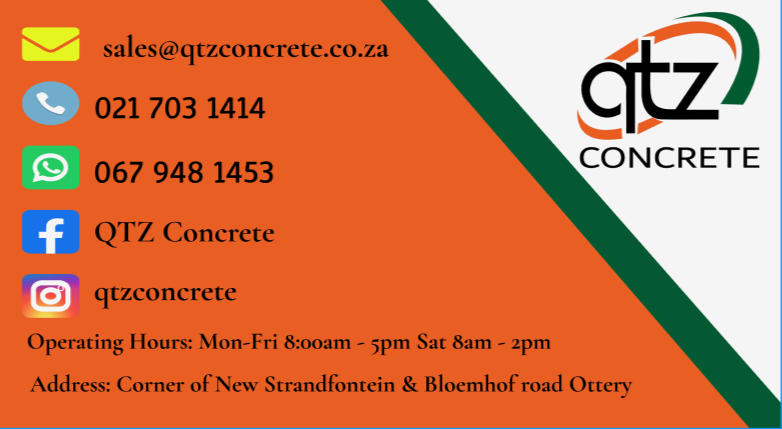 sales@qtzconcrete.co.za
021 703 1414
067 948 1453
QTZ Concrete
qtzconcrete
Operating Hours: Mon-Fri 8:00am - 5pm Sat 8am - 2pm
Address: Corner of New Strandfontein & Bloemhof road Ottery
qtz
CONCRETE